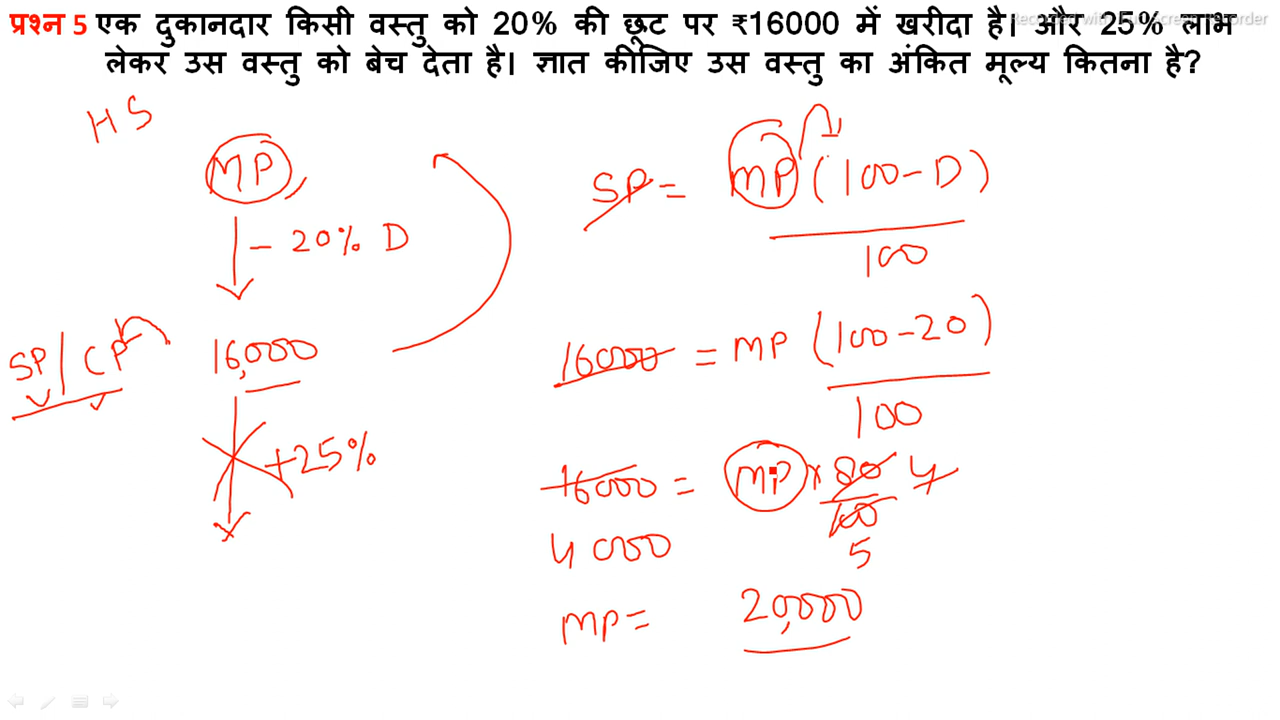 प्रश्न 5 एक दुकानदार किसी वस्तु को 20% की छूट पर ₹16000 में खरीदा है। और 25% लाभ
लेकर उस वस्तु को बेच देता है। ज्ञात कीजिए उस वस्तु का अंकित मूल्य कितना है?
HS
MP
- 20% D
SP/CP 16,000
+25%
SP = MP (100-D)
100
16000 = MP (100-20)
100
16000 = MP × 80 4
100
4000 5
MP = 20,000